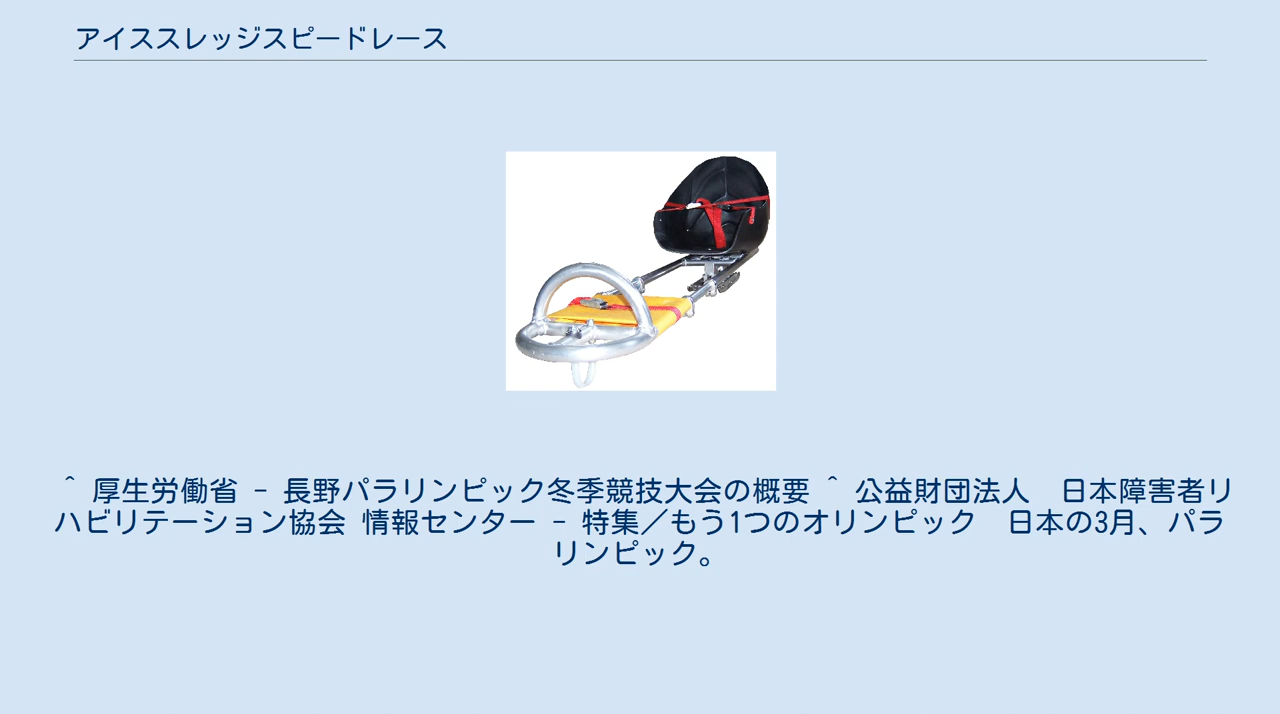 アイススレッジスピードレース
^ 厚生労働省 - 長野パラリンピック冬季競技大会の概要 ^ 公益財団法人　日本障害者リ
ハビリテーション協会 情報センター - 特集／もう1つのオリンピック　日本の3月、パラ
リンピック。